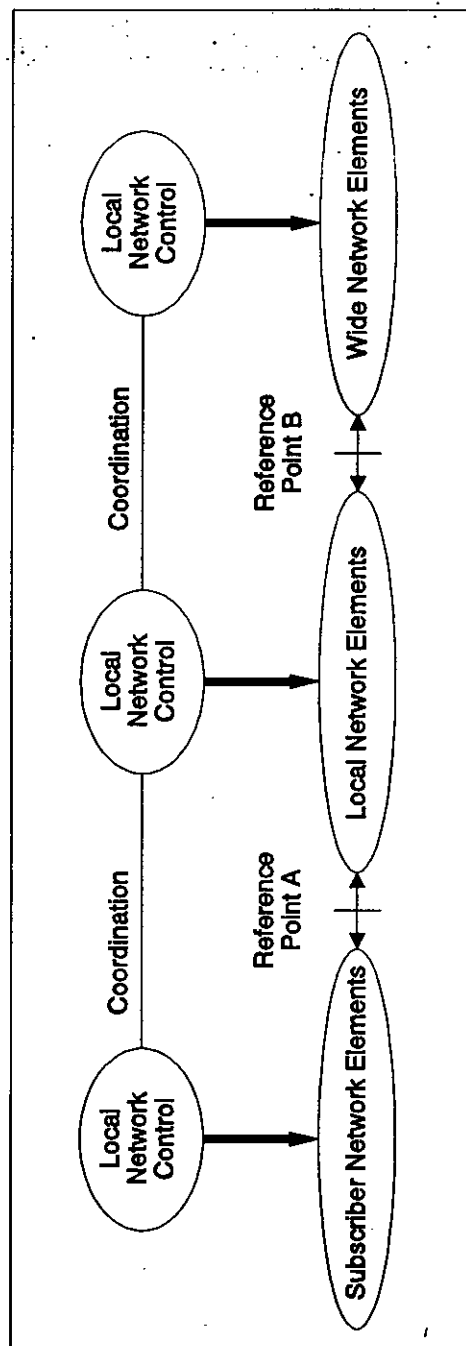 Local
Network
Control
Coordination
Local
Network
Control
Coordination
Local
Network
Control
Reference
Point A
Reference
Point B
Subscriber Network Elements
Local Network Elements
Wide Network Elements